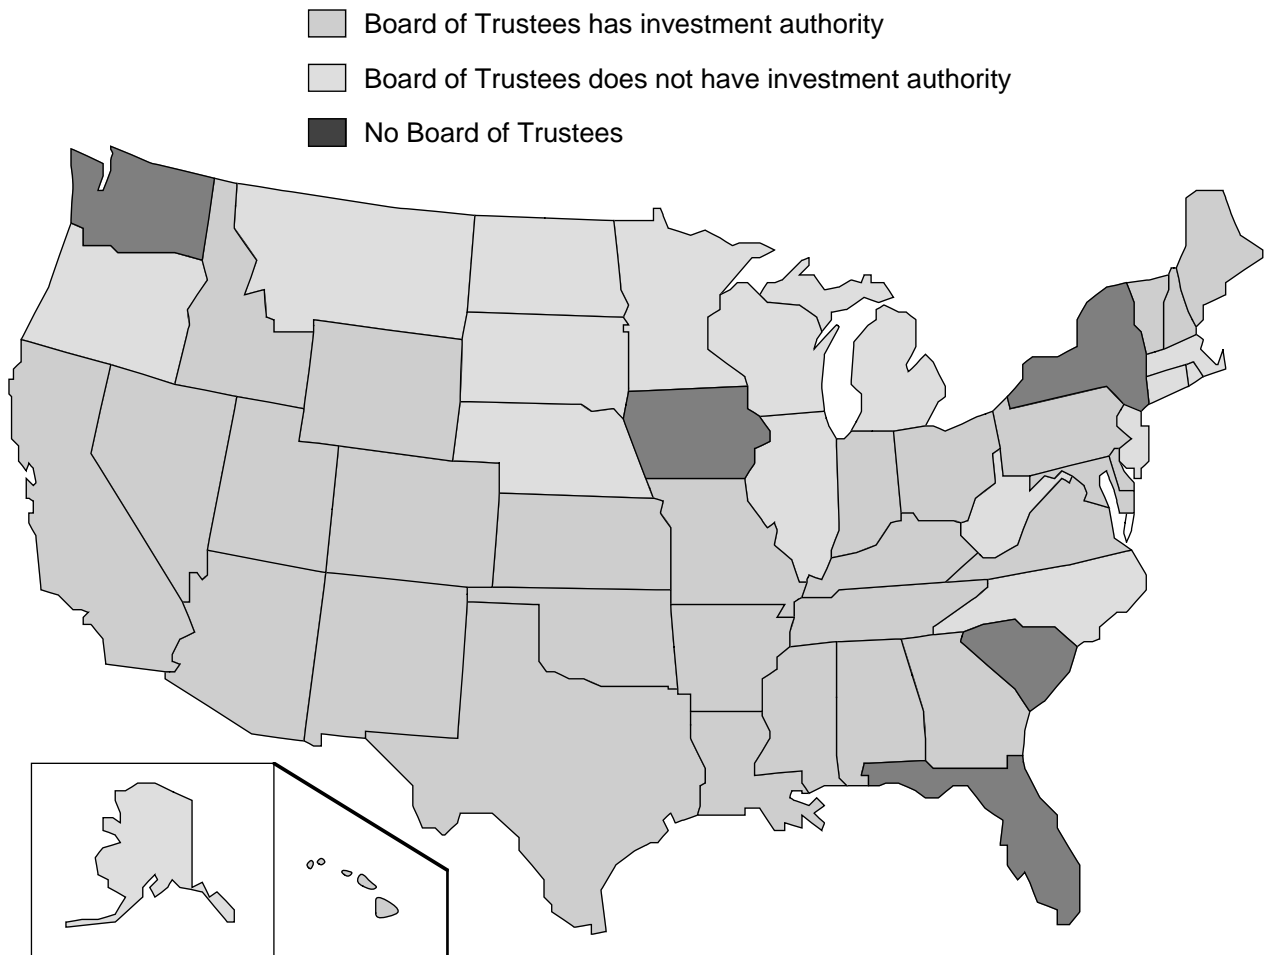 Board of Trustees has investment authority
Board of Trustees does not have investment authority
No Board of Trustees